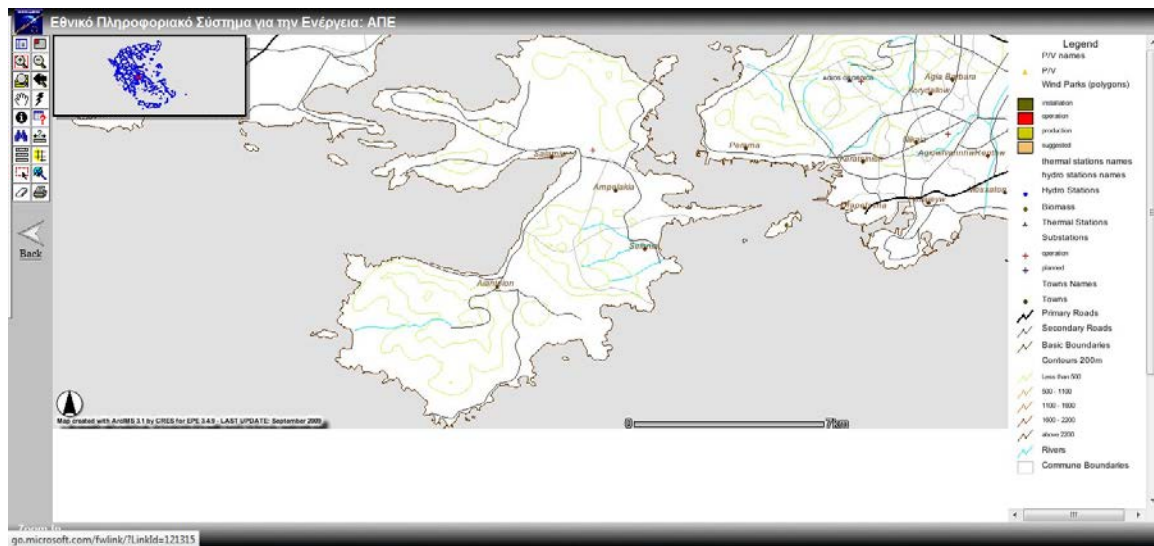 Εθνικό Πληροφοριακό Σύστημα για την Ενέργεια: ΑΠΕ
Back
Perama
Salamina
Ampelakia
Selinia
Aianteion
Agia Barbara
Korydallow
Keratsini
0
7km
Map created with ArcIMS 3.1 by CRES for EPE 3.4.9 - LAST UPDATE: September 2009
Legend
P/V names
P/V
Wind Parks (polygons)
installation
operation
production
suggested
thermal stations names
hydro stations names
Hydro Stations
Biomass
Thermal Stations
Substations
operation
planned
Towns Names
Towns
Primary Roads
Secondary Roads
Basic Boundaries
Contours 200m
Less than 500
500 - 1100
1100 - 1600
1600 - 2200
above 2200
Rivers
Commune Boundaries
go.microsoft.com/fwlink/?LinkId=121315